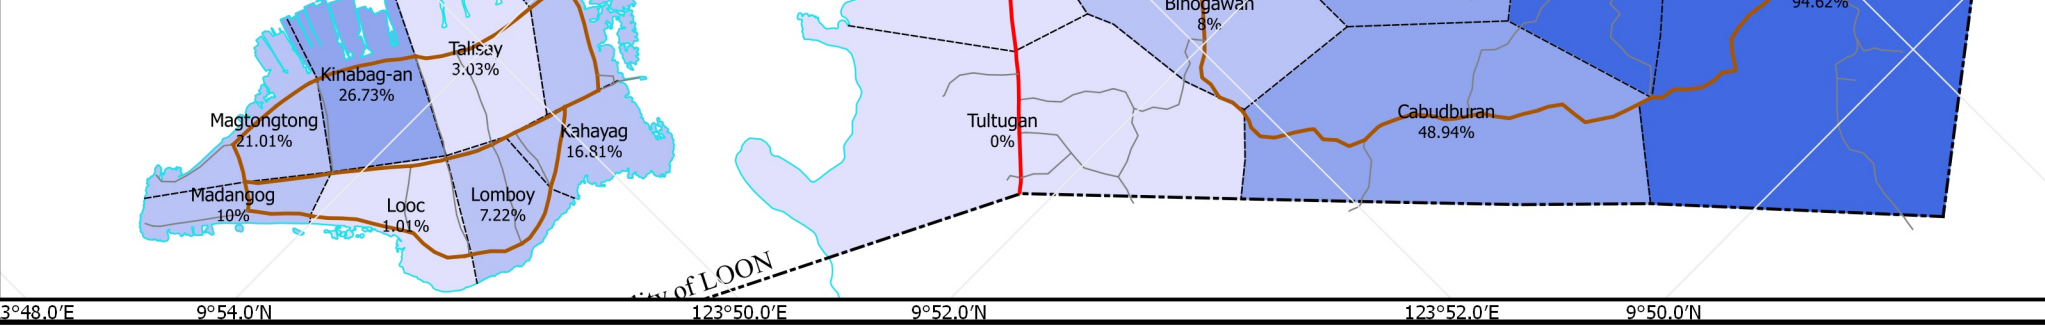 Binogawan
8%
94.62%
Talisay
3.03%
Kinabag-an
26.73%
Magtongtong
21.01%
Kahayag
16.81%
Tultugan
0%
Cabudburan
48.94%
Madangog
10%
Looc
1.01%
Lomboy
7.22%
of LOON
3°48.0'E
9°54.0'N
123°50.0'E
9°52.0'N
123°52.0'E
9°50.0'N